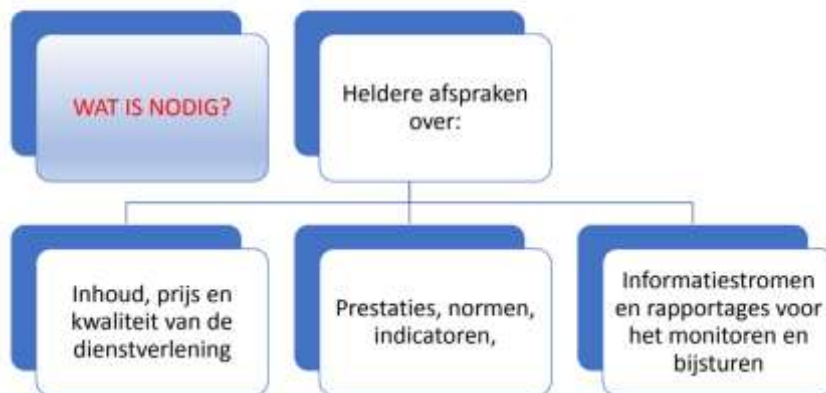 WAT IS NODIG?
Heldere afspraken
over:
Inhoud, prijs en
kwaliteit van de
dienstverlening
Prestaties, normen,
indicatoren,
Informatiestromen
en rapportages voor
het monitoren en
bijsturen